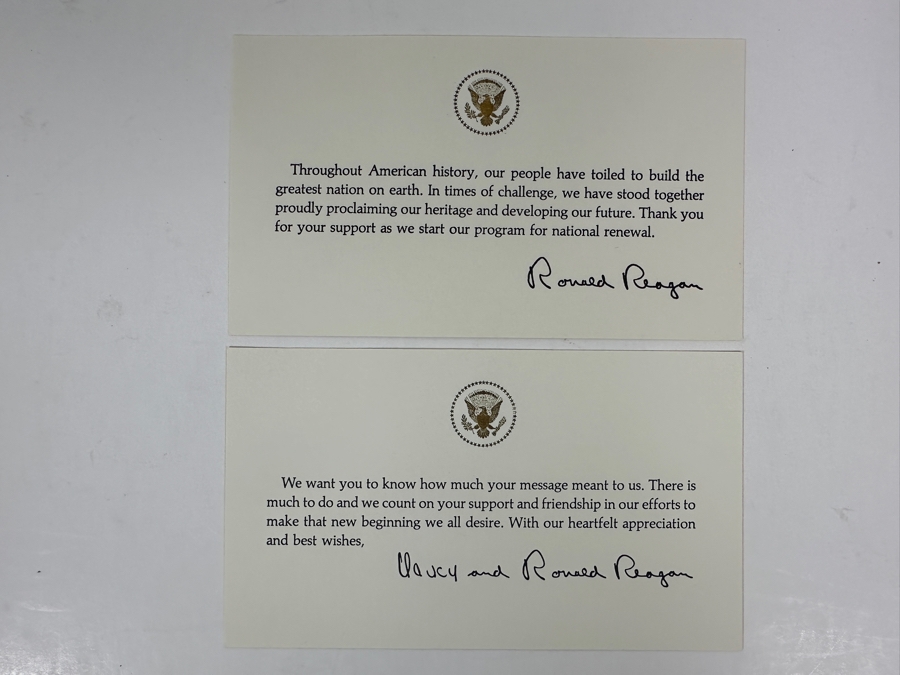 Throughout American history, our people have toiled to build the
greatest nation on earth. In times of challenge, we have stood together
proudly proclaiming our heritage and developing our future. Thank you
for your support as we start our program for national renewal.
Ronald Reagan
We want you to know how much your message meant to us. There is
much to do and we count on your support and friendship in our efforts to
make that new beginning we all desire. With our heartfelt appreciation
and best wishes,
Nancy and Ronald Reagan